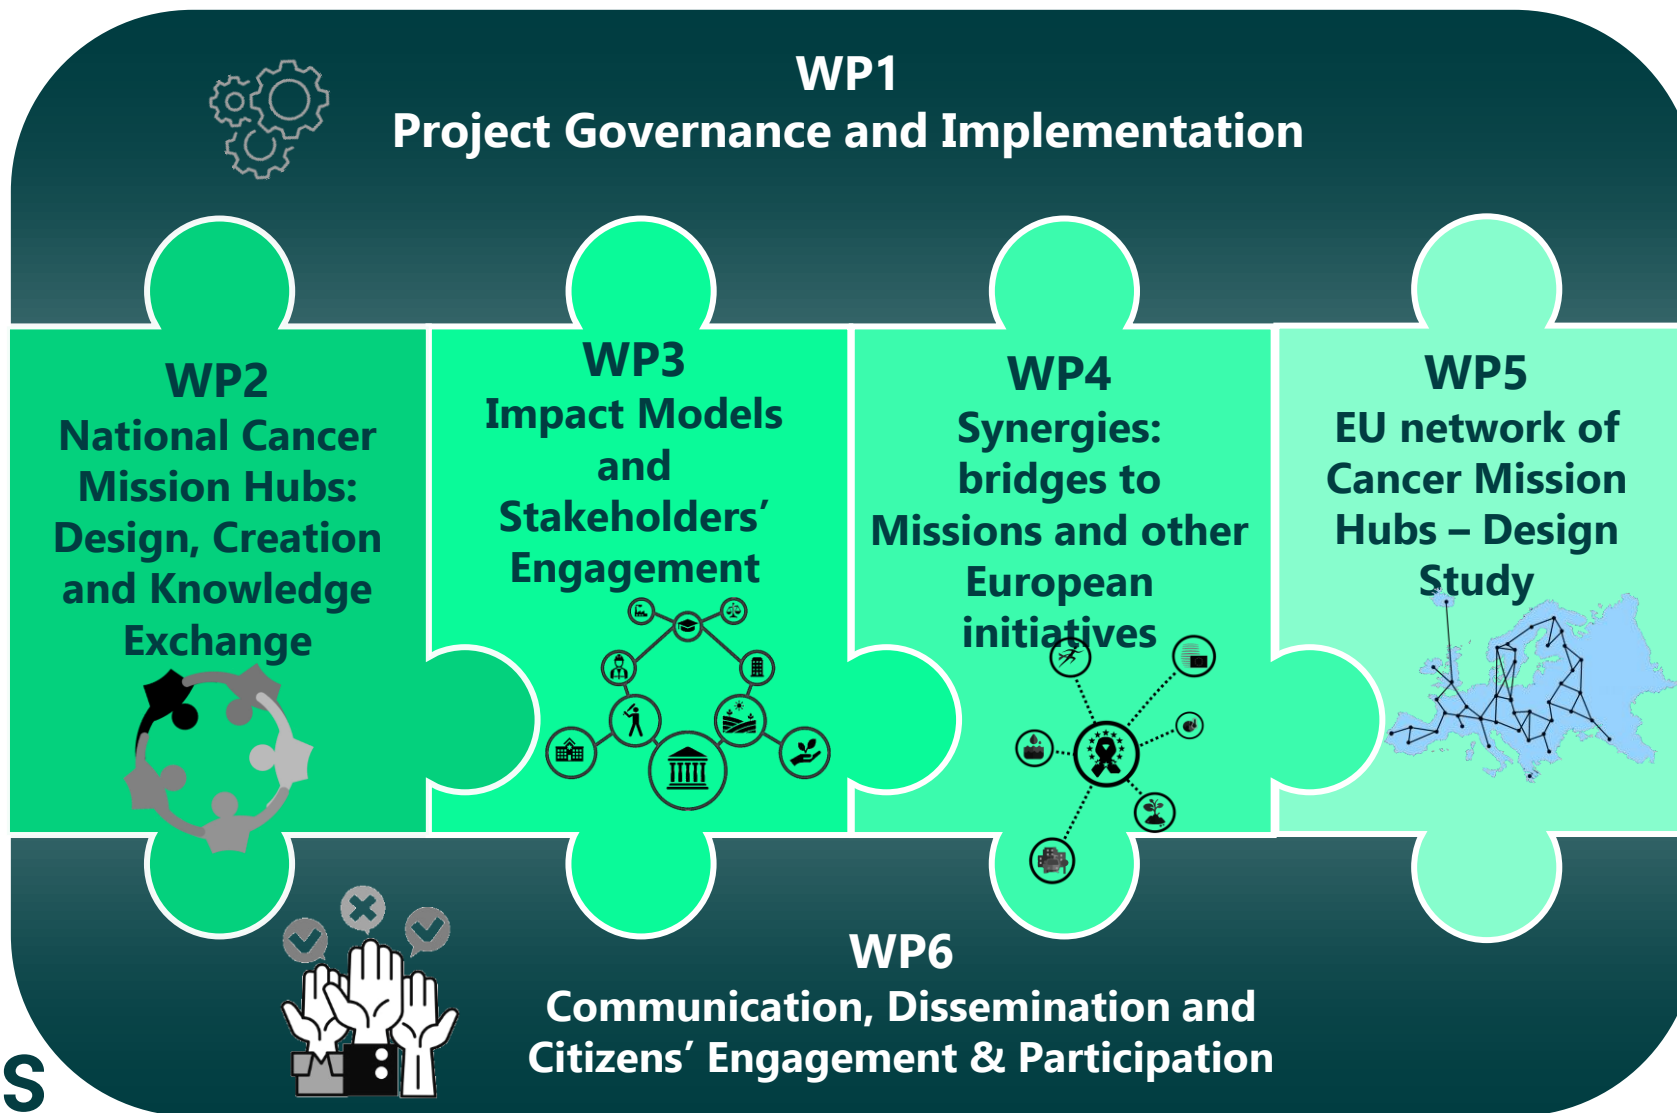 WP1
Project Governance and Implementation
WP2
National Cancer
Mission Hubs:
Design, Creation
and Knowledge
Exchange
WP3
Impact Models
and
Stakeholders’
Engagement
WP4
Synergies:
bridges to
Missions and other
European
initiatives
WP5
EU network of
Cancer Mission
Hubs – Design
Study
WP6
Communication, Dissemination and
Citizens’ Engagement & Participation
S